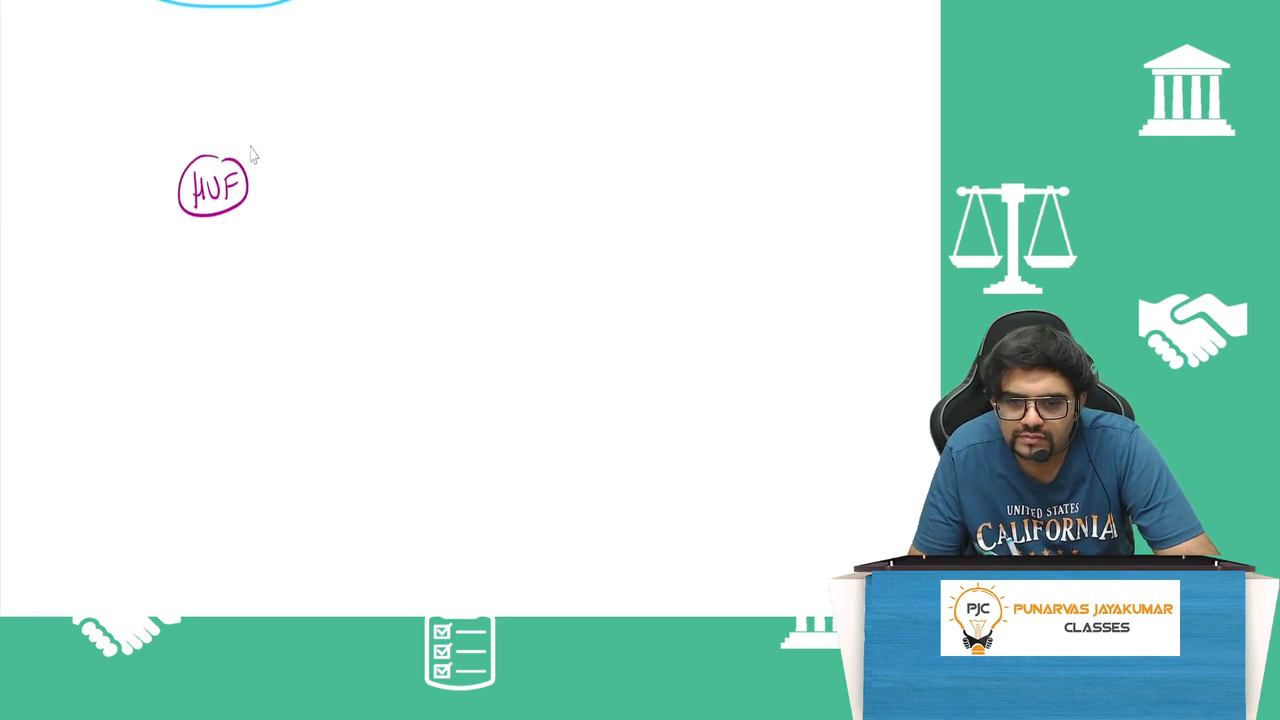 HUF
UNITED STATES
CALIFORNIA
PJC
PUNARVAS JAYAKUMAR
CLASSES